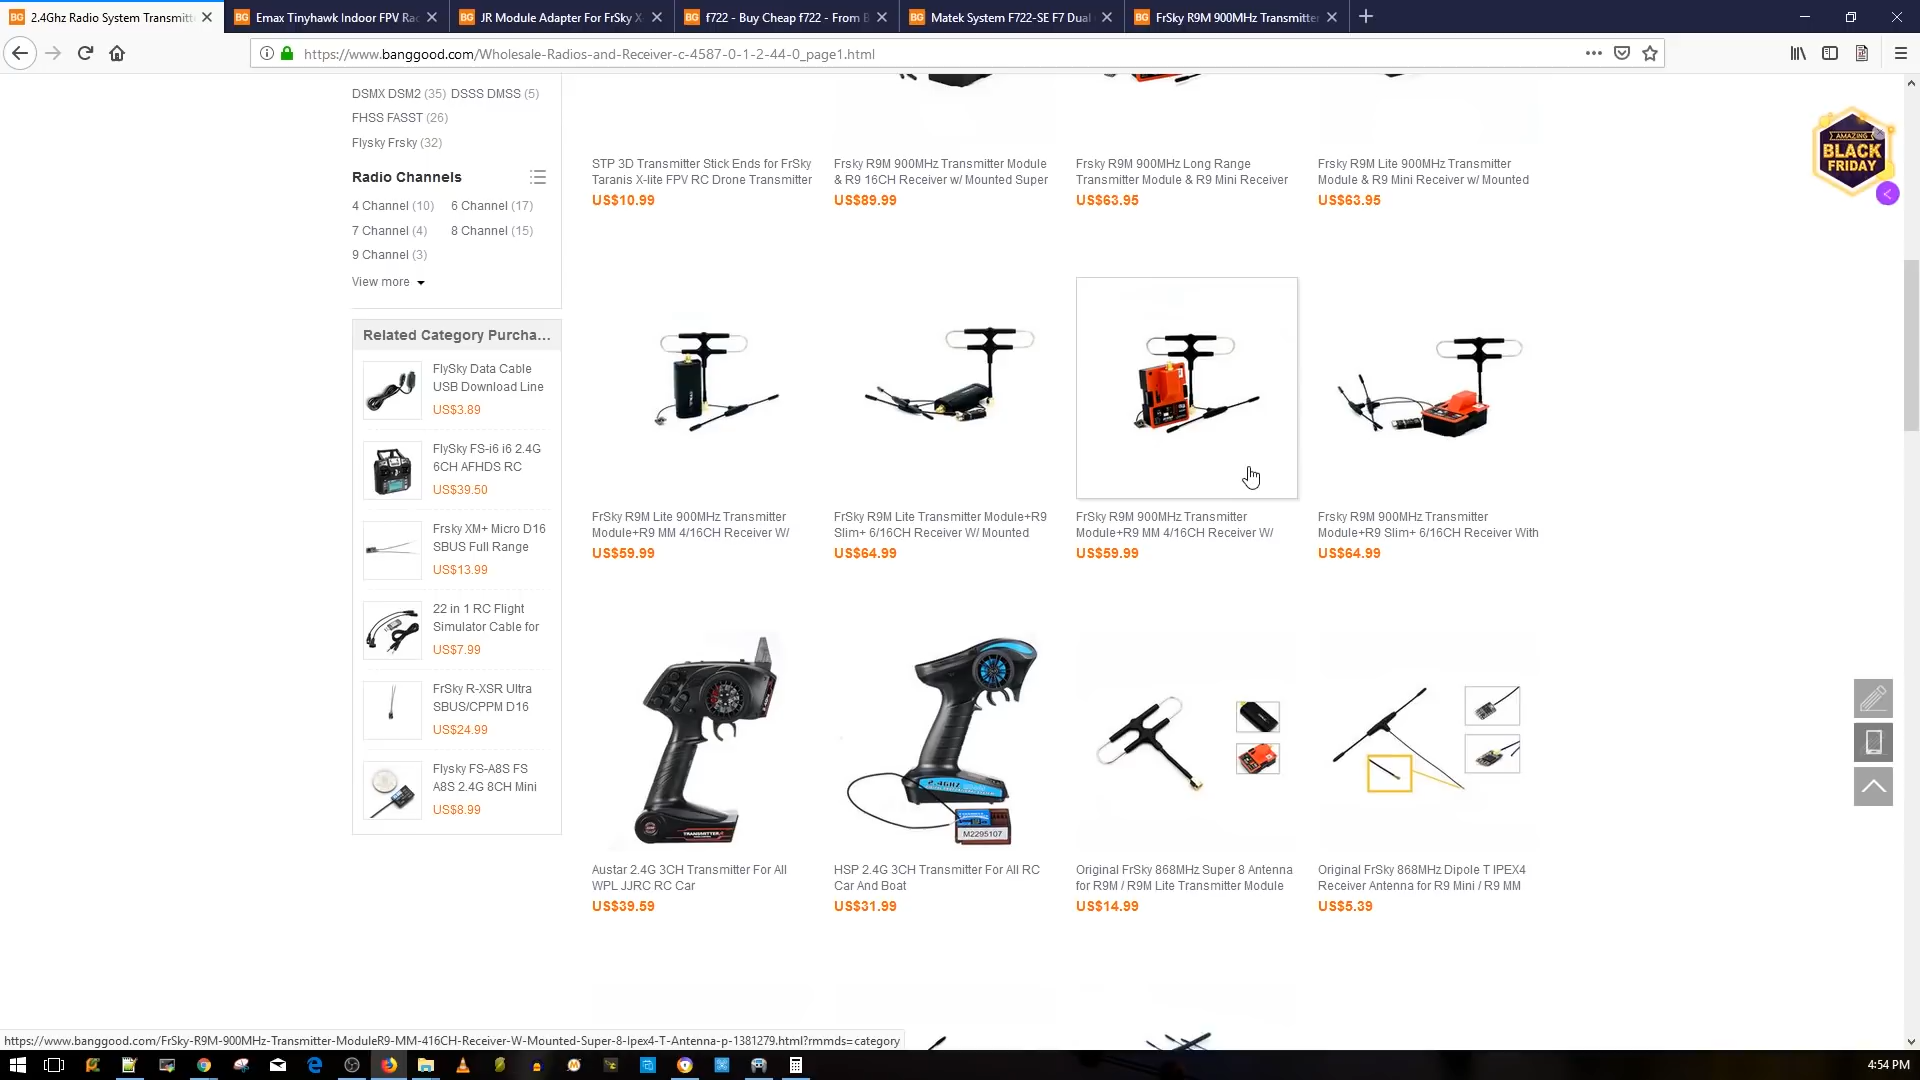 2.4Ghz Radio System Transmitt
Emax Tinyhawk Indoor FPV Rac
JR Module Adapter For FrSky X
f722 - Buy Cheap f722 - From B
Matek System F722-SE F7 Dual
FrSky R9M 900MHz Transmitte
https://www.banggood.com/Wholesale-Radios-and-Receiver-c-4587-0-1-2-44-0_page1.html
DSMX DSM2 (35) DSSS DMSS (5)
FHSS FASST (26)
Flysky Frsky (32)
Radio Channels
4 Channel (10) 6 Channel (17)
7 Channel (4) 8 Channel (15)
9 Channel (3)
View more
Related Category Purcha...
FlySky Data Cable
USB Download Line
US$3.89
FlySky FS-i6 i6 2.4G
6CH AFHDS RC
US$39.50
Frsky XM+ Micro D16
SBUS Full Range
US$13.99
22 in 1 RC Flight
Simulator Cable for
US$7.99
FrSky R-XSR Ultra
SBUS/CPPM D16
US$24.99
Flysky FS-A8S FS
A8S 2.4G 8CH Mini
US$8.99
STP 3D Transmitter Stick Ends for FrSky
Taranis X-lite FPV RC Drone Transmitter
US$10.99
Frsky R9M 900MHz Transmitter Module
& R9 16CH Receiver w/ Mounted Super
US$89.99
Frsky R9M 900MHz Long Range
Transmitter Module & R9 Mini Receiver
US$63.95
Frsky R9M Lite 900MHz Transmitter
Module & R9 Mini Receiver w/ Mounted
US$63.95
FrSky R9M Lite 900MHz Transmitter
Module+R9 MM 4/16CH Receiver W/
US$59.99
FrSky R9M Lite Transmitter Module+R9
Slim+ 6/16CH Receiver W/ Mounted
US$64.99
FrSky R9M 900MHz Transmitter
Module+R9 MM 4/16CH Receiver W/
US$59.99
Frsky R9M 900MHz Transmitter
Module+R9 Slim+ 6/16CH Receiver With
US$64.99
TRANSMITTER
2.4GHZ
M2295107
Austar 2.4G 3CH Transmitter For All
WPL JJRC RC Car
US$39.59
HSP 2.4G 3CH Transmitter For All RC
Car And Boat
US$31.99
Original FrSky 868MHz Super 8 Antenna
for R9M / R9M Lite Transmitter Module
US$14.99
Original FrSky 868MHz Dipole T IPEX4
Receiver Antenna for R9 Mini / R9 MM
US$5.39
AMAZING
BLACK
FRIDAY
https://www.banggood.com/FrSky-R9M-900MHz-Transmitter-ModuleR9-MM-416CH-Receiver-W-Mounted-Super-8-Ipex4-T-Antenna-p-1381279.html?rmmds=category
4:54 PM